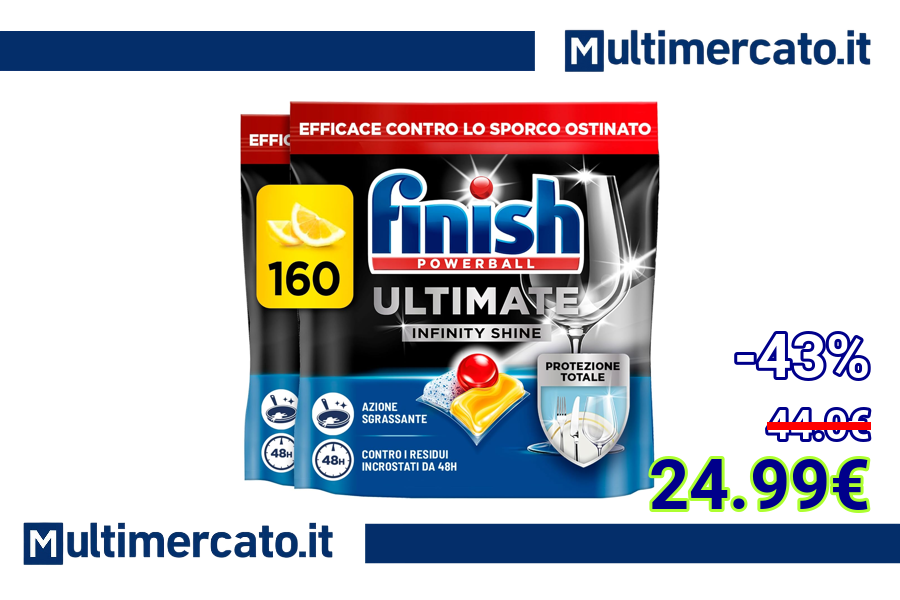 Multimercato.it
EFFIC
EFFICACE CONTRO LO SPORCO OSTINATO
finish
POWERBALL
160
ULTIMATE
INFINITY SHINE
PROTEZIONE
TOTALE
-43%
AZIONE
SGRASSANTE
44.0€
48H
48H
CONTRO I RESIDUI
INCROSTATI DA 48H
24.99€
Multimercato.it